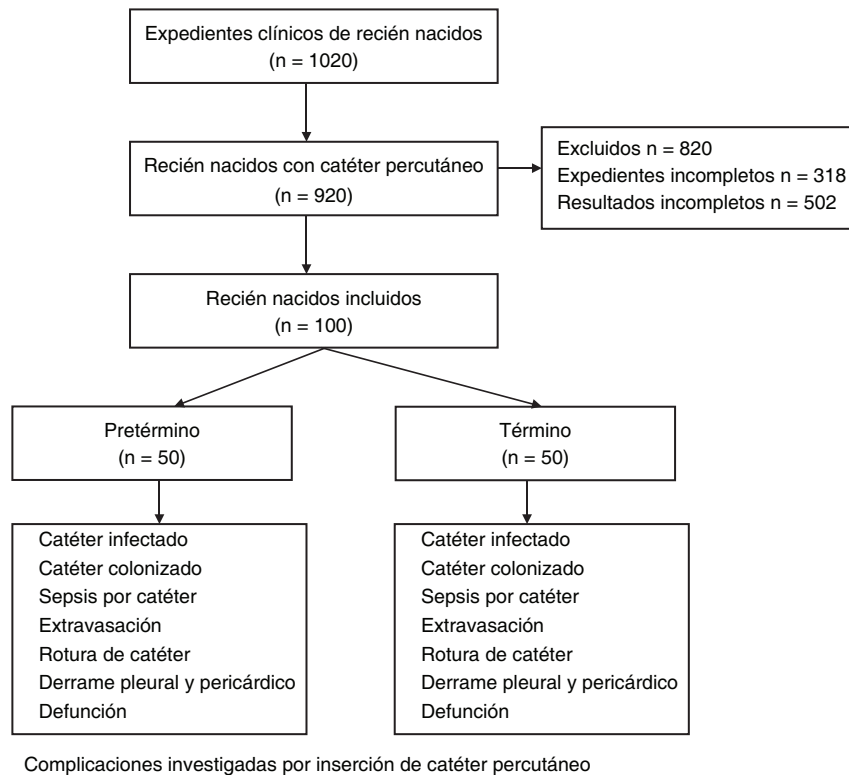 Expedientes clínicos de recién nacidos
(n = 1020)
Recién nacidos con catéter percutáneo
(n = 920)
Excluidos n = 820
Expedientes incompletos n = 318
Resultados incompletos n = 502
Recién nacidos incluidos
(n = 100)
Pretérmino
(n = 50)
Término
(n = 50)
Catéter infectado
Catéter colonizado
Sepsis por catéter
Extravasación
Rotura de catéter
Derrame pleural y pericárdico
Defunción
Catéter infectado
Catéter colonizado
Sepsis por catéter
Extravasación
Rotura de catéter
Derrame pleural y pericárdico
Defunción
Complicaciones investigadas por inserción de catéter percutáneo